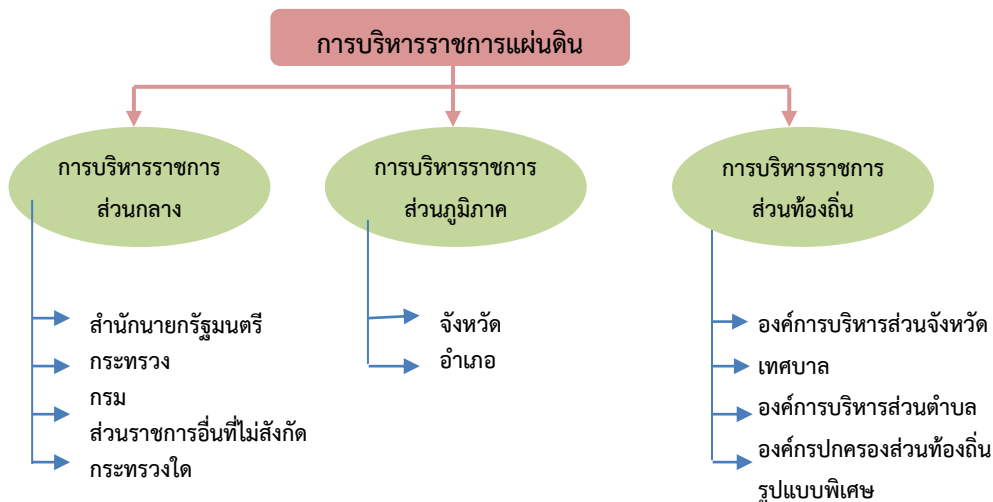 การบริหารราชการแผ่นดิน
การบริหารราชการ
ส่วนกลาง
สำนักนายกรัฐมนตรี
กระทรวง
กรม
ส่วนราชการอื่นที่ไม่สังกัด
กระทรวงใด
การบริหารราชการ
ส่วนภูมิภาค
จังหวัด
อำเภอ
การบริหารราชการ
ส่วนท้องถิ่น
องค์การบริหารส่วนจังหวัด
เทศบาล
องค์การบริหารส่วนตำบล
องค์กรปกครองส่วนท้องถิ่น
รูปแบบพิเศษ